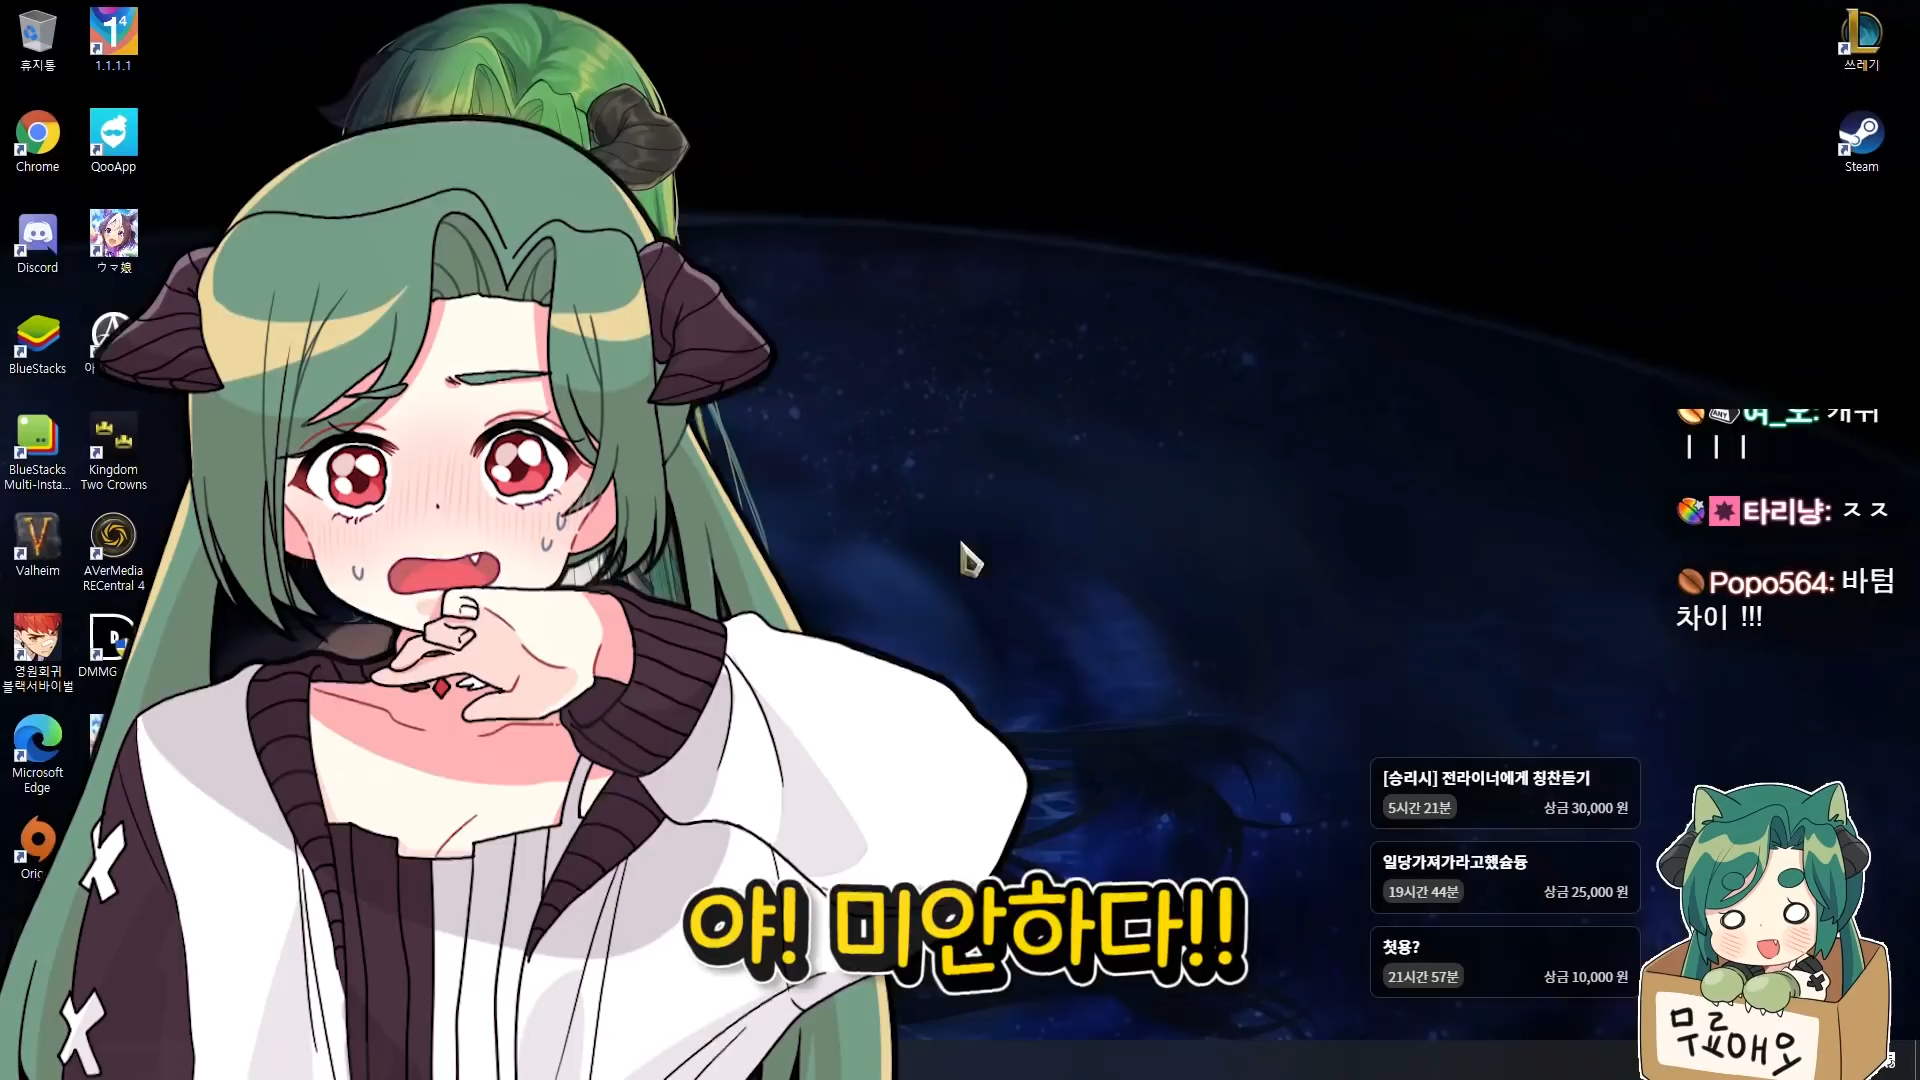 휴지통
1.1.1.1
Chrome
QooApp
Discord
ウマ娘
BlueStacks
BlueStacks
Multi-Insta...
Kingdom
Two Crowns
Valheim
AVerMedia
RECentral 4
영원회귀
블랙서바이벌
DMMG
Microsoft
Edge
쓰레기
Steam
ㅣㅣㅣ
타리냥: ㅈㅈ
Popo564: 바텀
차이 !!!
[승리시] 전라이너에게 칭찬듣기
5시간 21분 상금 30,000 원
일당가져가라고했슘둥
19시간 44분 상금 25,000 원
첫용?
21시간 57분 상금 10,000 원
야! 미안하다!!
무료애오